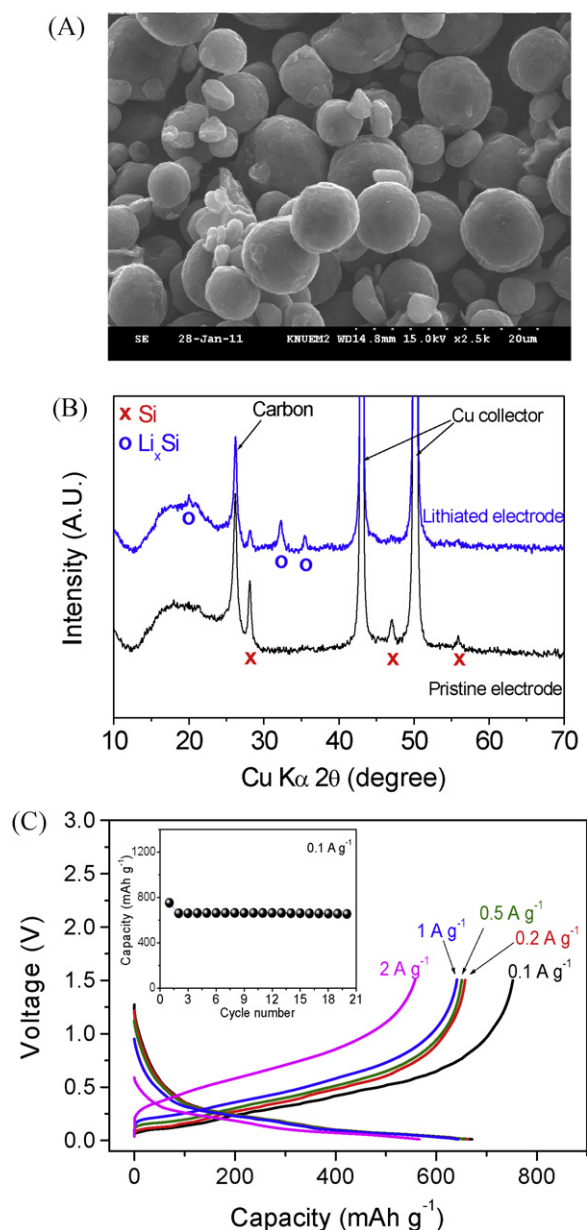 (A)
SE 28-Jan-11 KNUEM2 WD14.8mm 15.0kV x2.5k 20um
(B)
x Si
o LixSi
Carbon
Cu collector
Lithiated electrode
Pristine electrode
Intensity (A.U.)
10 20 30 40 50 60 70
Cu Kα 2θ (degree)
(C)
Voltage (V)
3.0
2.5
2.0
1.5
1.0
0.5
0.0
Capacity (mAh g⁻¹)
1200
900
600
300
0.1 A g⁻¹
0 3 6 9 12 15 18 21
Cycle number
2 A g⁻¹
1 A g⁻¹
0.5 A g⁻¹
0.2 A g⁻¹
0.1 A g⁻¹
0 200 400 600 800
Capacity (mAh g⁻¹)